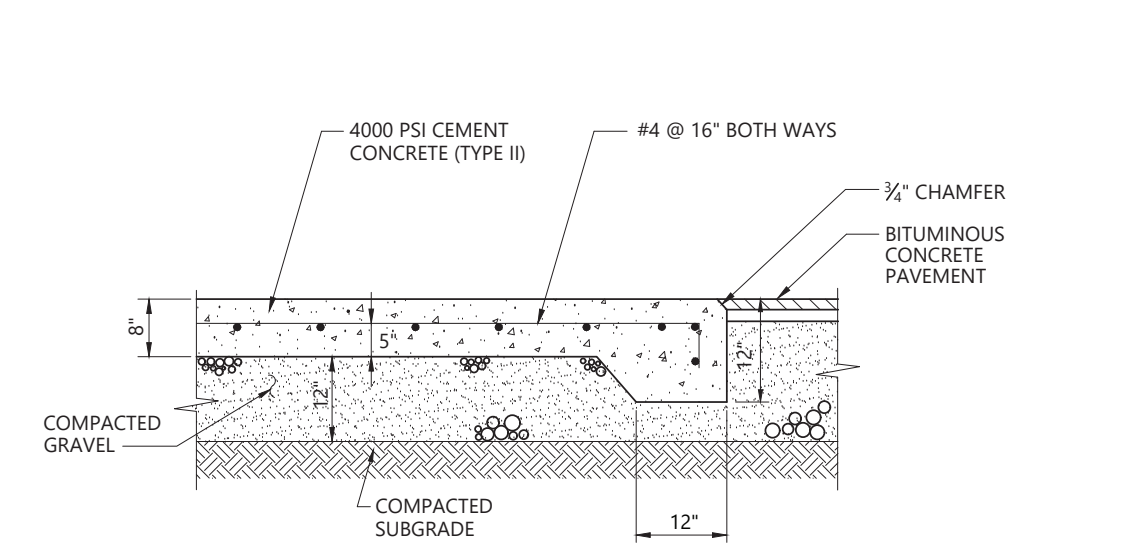 4000 PSI CEMENT
CONCRETE (TYPE II)
#4 @ 16" BOTH WAYS
¾" CHAMFER
BITUMINOUS
CONCRETE
PAVEMENT
8"
5"
12"
12"
COMPACTED
GRAVEL
COMPACTED
SUBGRADE
12"